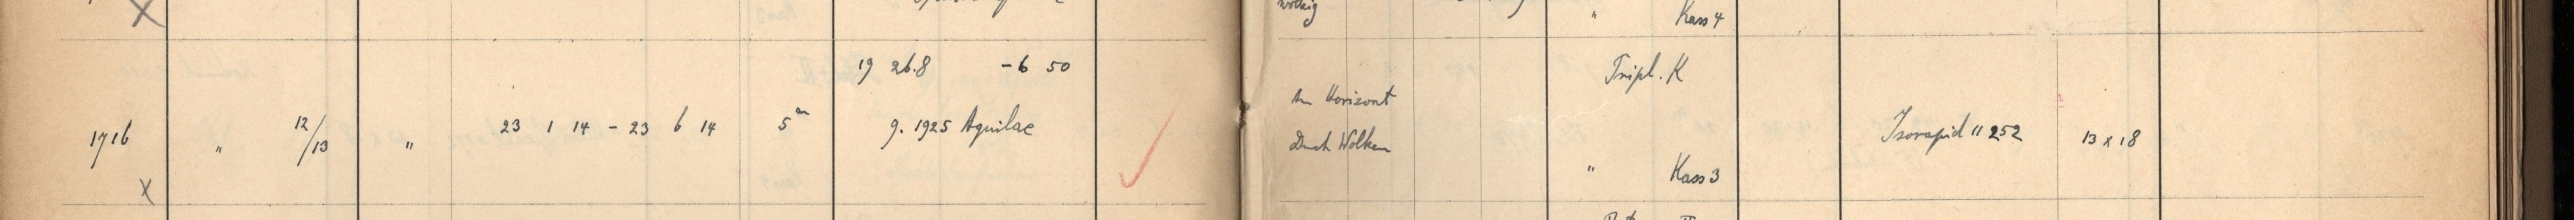 wolkig " Kass 4
19 26.8 -6 50 Tripl. K
Am Horizont
1716 " 12/13 " 23 1 14 - 23 6 14 5m 9. 1925 Aquilae Durch Wolken Isorapid " 252 13 x 18
X " Kass 3